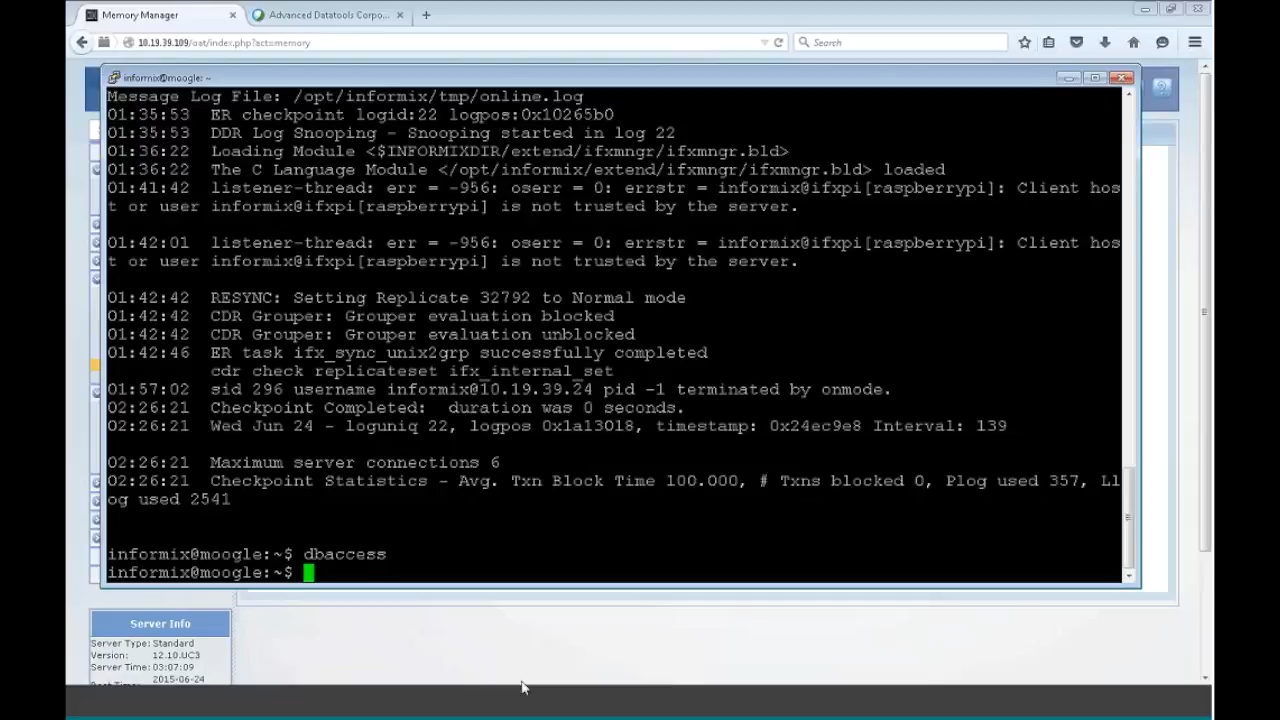 Memory Manager
Advanced Datatools Corpo...
10.19.39.109/oat/index.php?act=memory
Search
informix@moogle: ~
Message Log File: /opt/informix/tmp/online.log
01:35:53 ER checkpoint logid:22 logpos:0x10265b0
01:35:53 DDR Log Snooping - Snooping started in log 22
01:36:22 Loading Module <$INFORMIXDIR/extend/ifxmngr/ifxmngr.bld>
01:36:22 The C Language Module </opt/informix/extend/ifxmngr/ifxmngr.bld> loaded
01:41:42 listener-thread: err = -956: oserr = 0: errstr = informix@ifxpi[raspberrypi]: Client hos
t or user informix@ifxpi[raspberrypi] is not trusted by the server.
01:42:01 listener-thread: err = -956: oserr = 0: errstr = informix@ifxpi[raspberrypi]: Client hos
t or user informix@ifxpi[raspberrypi] is not trusted by the server.
01:42:42 RESYNC: Setting Replicate 32792 to Normal mode
01:42:42 CDR Grouper: Grouper evaluation blocked
01:42:42 CDR Grouper: Grouper evaluation unblocked
01:42:46 ER task ifx_sync_unix2grp successfully completed
cdr check replicateset ifx_internal_set
01:57:02 sid 296 username informix@10.19.39.24 pid -1 terminated by onmode.
02:26:21 Checkpoint Completed: duration was 0 seconds.
02:26:21 Wed Jun 24 - loguniq 22, logpos 0x1a13018, timestamp: 0x24ec9e8 Interval: 139
02:26:21 Maximum server connections 6
02:26:21 Checkpoint Statistics - Avg. Txn Block Time 100.000, # Txns blocked 0, Plog used 357, Ll
og used 2541
informix@moogle:~$ dbaccess
informix@moogle:~$
Server Info
Server Type: Standard
Version: 12.10.UC3
Server Time: 03:07:09
2015-06-24